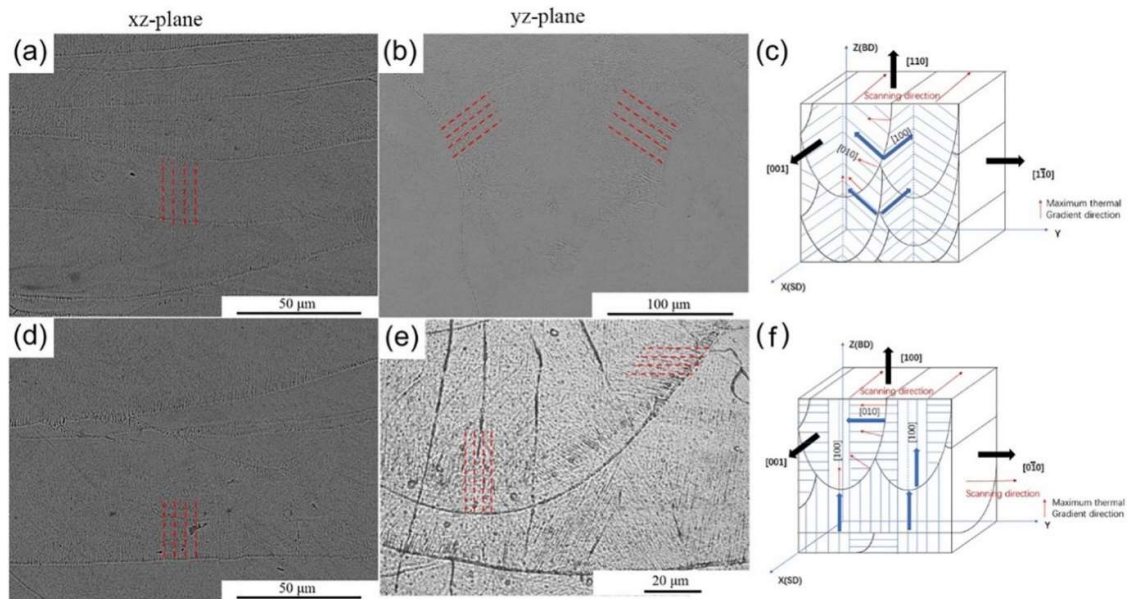 xz-plane
yz-plane
(a)
50 μm
(b)
100 μm
(c)
Z(BD)
[110]
Scanning direction
[100]
[010]
[001]
[11̅0]
Maximum thermal
Gradient direction
Y
X(SD)
(d)
50 μm
(e)
20 μm
(f)
Z(BD)
[100]
Scanning direction
[010]
[100]
[100]
[001]
[01̅0]
Scanning direction
Maximum thermal
Gradient direction
Y
X(SD)